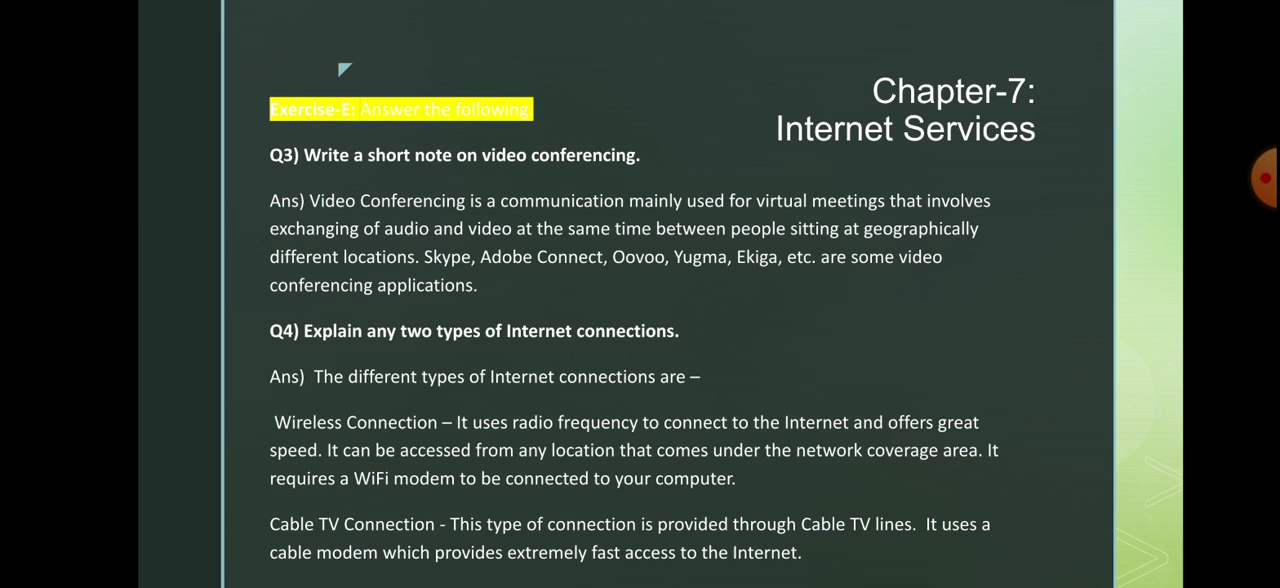 Chapter-7:
Internet Services
Exercise-E: Answer the following.
Q3) Write a short note on video conferencing.
Ans) Video Conferencing is a communication mainly used for virtual meetings that involves
exchanging of audio and video at the same time between people sitting at geographically
different locations. Skype, Adobe Connect, Oovoo, Yugma, Ekiga, etc. are some video
conferencing applications.
Q4) Explain any two types of Internet connections.
Ans)  The different types of Internet connections are –
Wireless Connection – It uses radio frequency to connect to the Internet and offers great
speed. It can be accessed from any location that comes under the network coverage area. It
requires a WiFi modem to be connected to your computer.
Cable TV Connection - This type of connection is provided through Cable TV lines.  It uses a
cable modem which provides extremely fast access to the Internet.